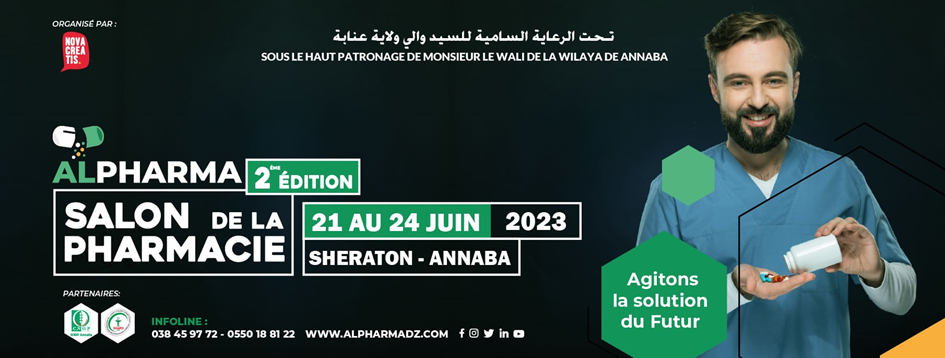 ORGANISÉ PAR :
NOVA
CREA
TIS.
تحت الرعاية السامية للسيد والي ولاية عنابة
SOUS LE HAUT PATRONAGE DE MONSIEUR LE WALI DE LA WILAYA DE ANNABA
ALPHARMA
2ÈME ÉDITION
SALON DE LA
PHARMACIE
21 AU 24 JUIN 2023
SHERATON - ANNABA
Agitons
la solution
du Futur
PARTENAIRES:
INFOLINE :
038 45 97 72 - 0550 18 81 22 WWW.ALPHARMADZ.COM